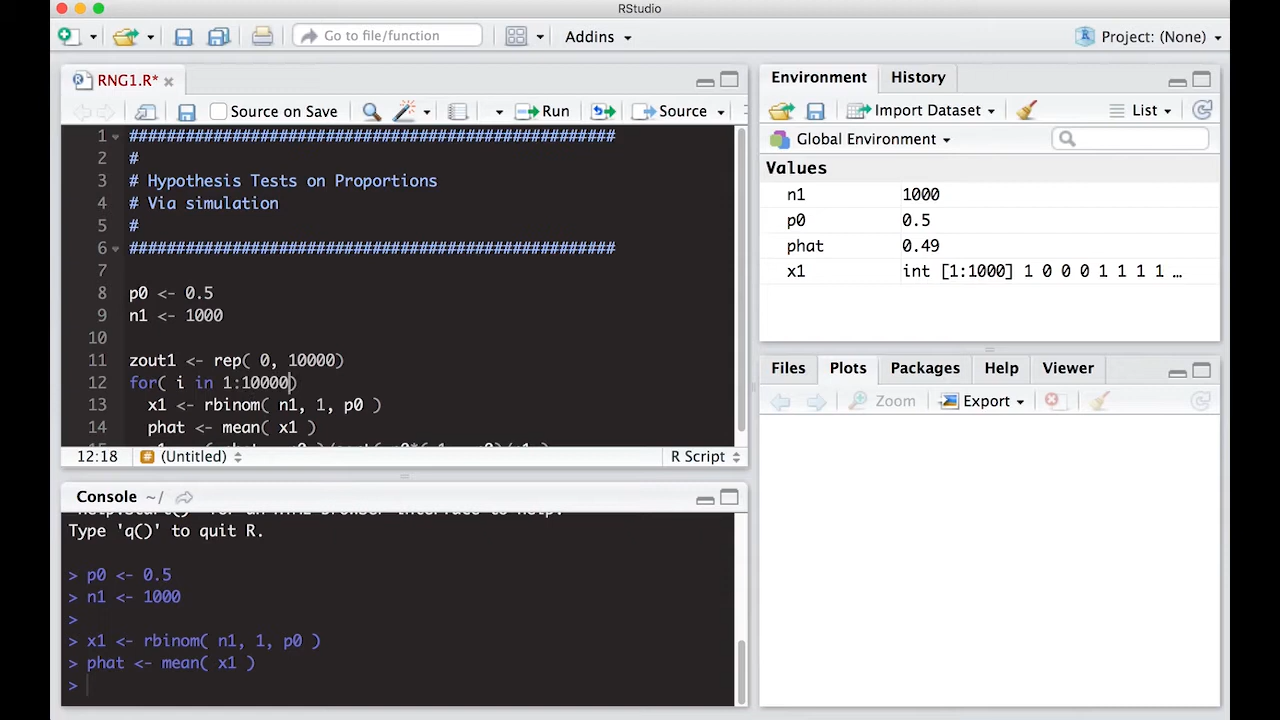 RStudio
Go to file/function
Addins
Project: (None)
RNG1.R*
Source on Save
Run
Source
1 ####################################################
2 #
3 # Hypothesis Tests on Proportions
4 # Via simulation
5 #
6 ####################################################
7
8 p0 <- 0.5
9 n1 <- 1000
10
11 zout1 <- rep( 0, 10000)
12 for( i in 1:10000)
13 x1 <- rbinom( n1, 1, p0 )
14 phat <- mean( x1 )
12:18
(Untitled)
R Script
Console ~/
Type 'q()' to quit R.
> p0 <- 0.5
> n1 <- 1000
>
> x1 <- rbinom( n1, 1, p0 )
> phat <- mean( x1 )
>
Environment
History
Import Dataset
List
Global Environment
Values
n1 1000
p0 0.5
phat 0.49
x1 int [1:1000] 1 0 0 0 1 1 1 1 …
Files
Plots
Packages
Help
Viewer
Zoom
Export